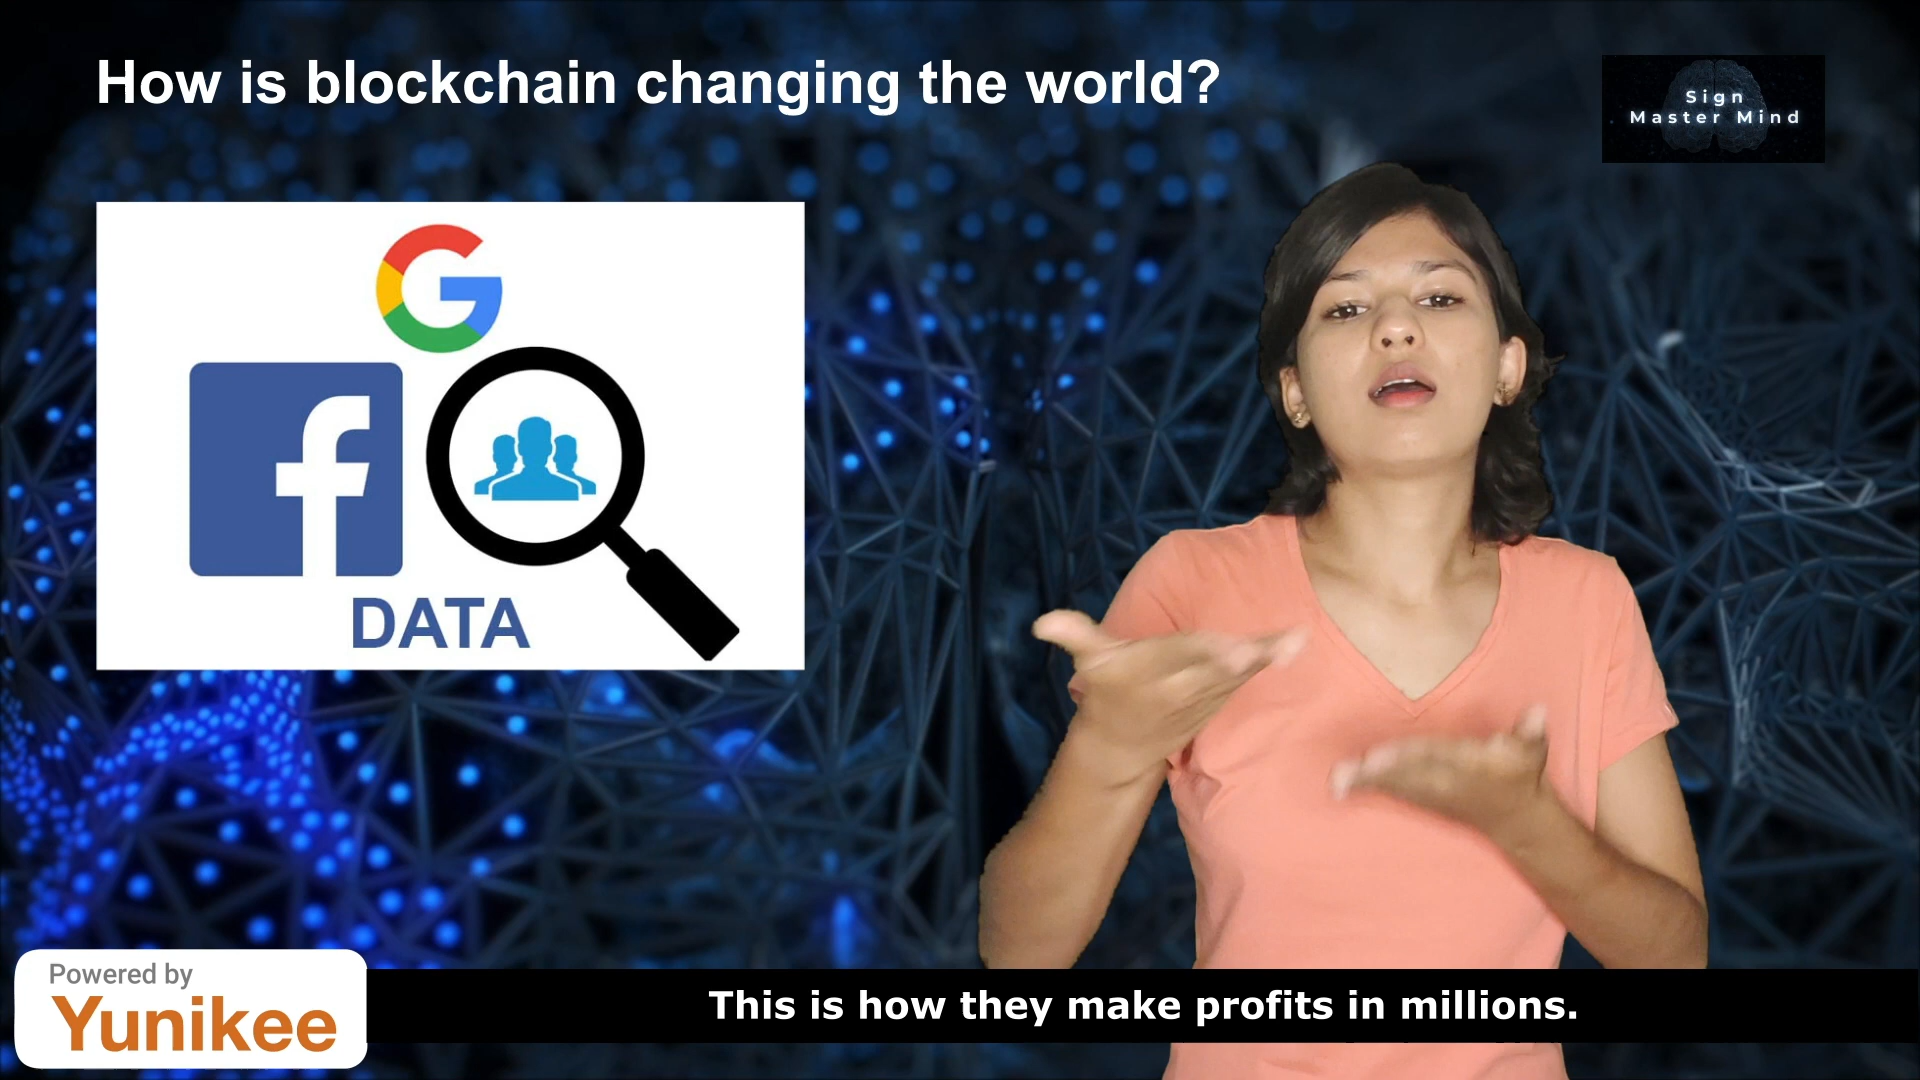 How is blockchain changing the world?
Sign
Master Mind
DATA
Powered by
Yunikee
This is how they make profits in millions.